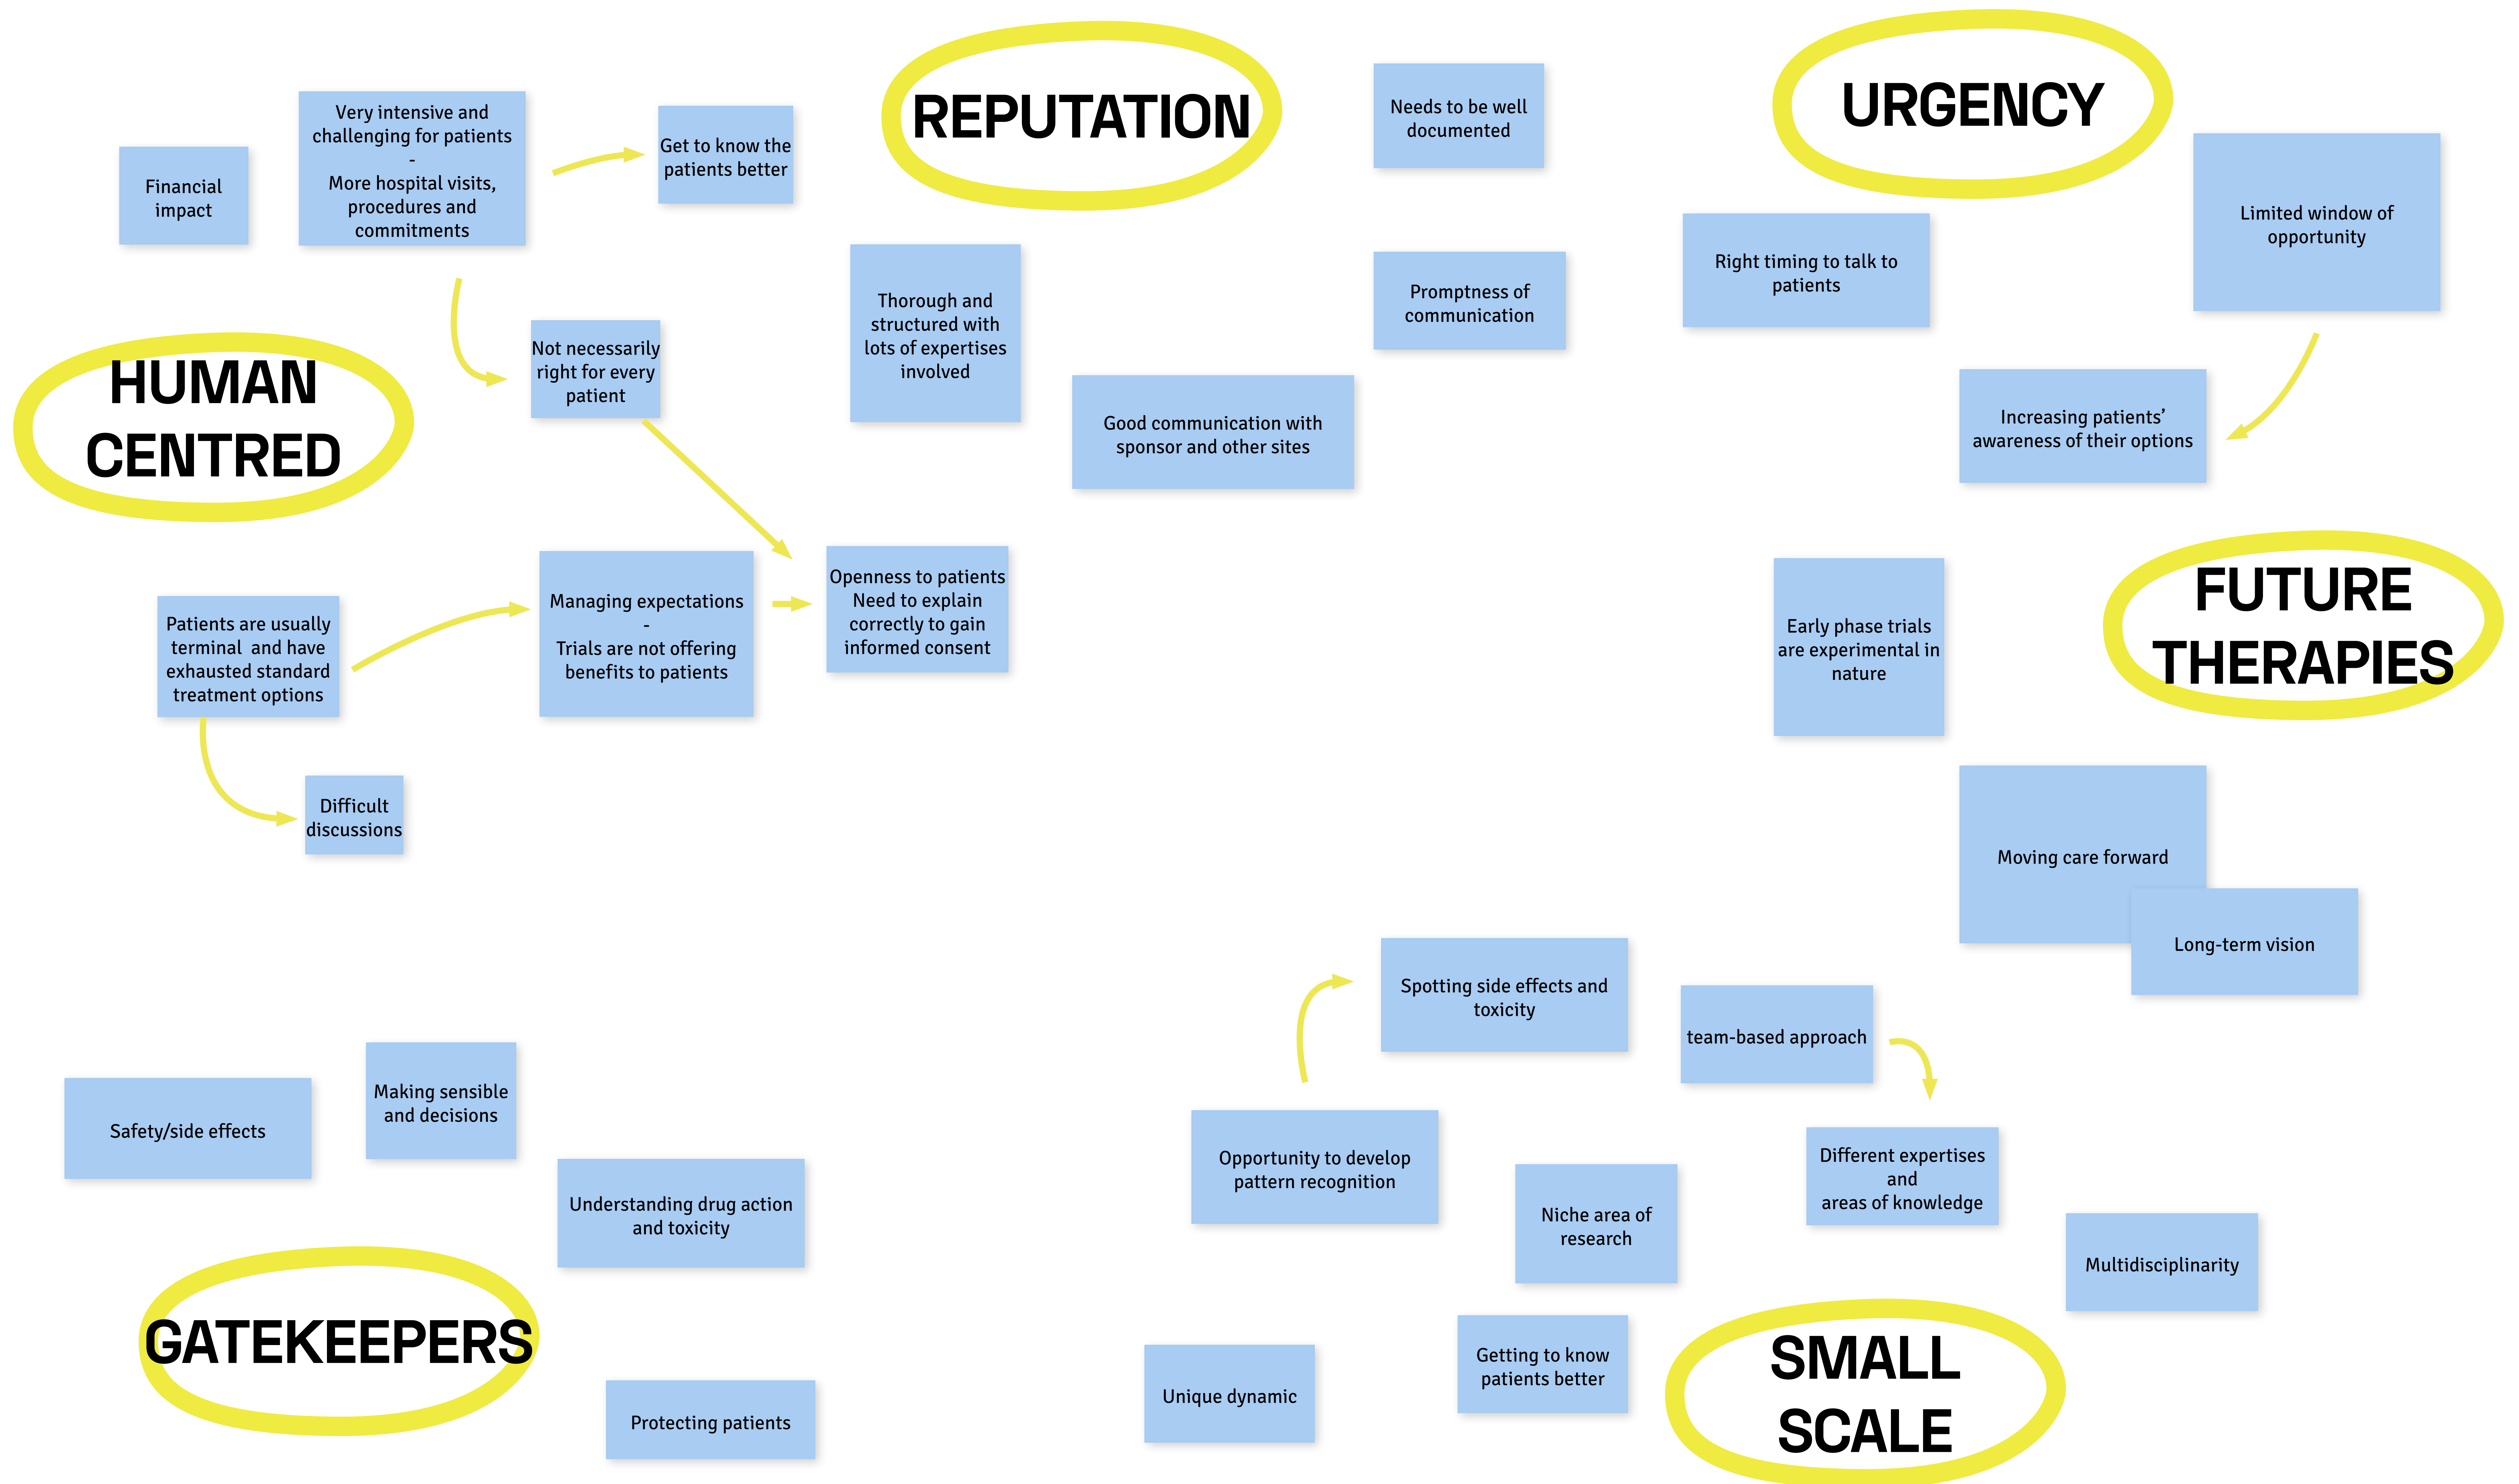 REPUTATION
URGENCY
Needs to be well
documented
Very intensive and
challenging for patients
-
More hospital visits,
procedures and
commitments
Get to know the
patients better
Financial
impact
Limited window of
opportunity
Right timing to talk to
patients
Thorough and
structured with
lots of expertises
involved
Promptness of
communication
Not necessarily
right for every
patient
HUMAN
CENTRED
Good communication with
sponsor and other sites
Increasing patients’
awareness of their options
Managing expectations
-
Trials are not offering
benefits to patients
Openness to patients
Need to explain
correctly to gain
informed consent
Patients are usually
terminal  and have
exhausted standard
treatment options
Early phase trials
are experimental in
nature
FUTURE
THERAPIES
Difficult
discussions
Moving care forward
Long-term vision
Spotting side effects and
toxicity
team-based approach
Safety/side effects
Making sensible
and decisions
Understanding drug action
and toxicity
Opportunity to develop
pattern recognition
Niche area of
research
Different expertises
and
areas of knowledge
Multidisciplinarity
GATEKEEPERS
Protecting patients
Unique dynamic
Getting to know
patients better
SMALL
SCALE